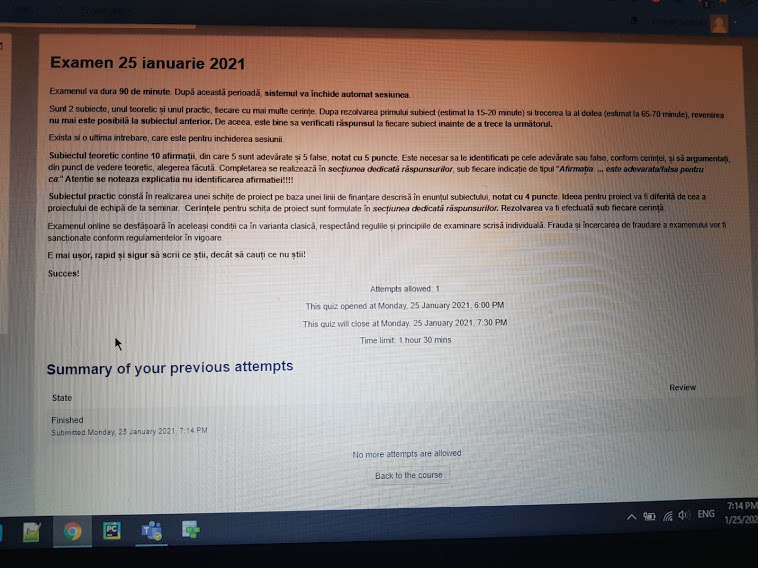 Examen 25 ianuarie 2021
Examenul va dura 90 de minute. După această perioadă, sistemul va închide automat sesiunea.
Sunt 2 subiecte, unul teoretic și unul practic, fiecare cu mai multe cerințe. Dupa rezolvarea primului subiect (estimat la 15-20 minute) si trecerea la al doilea (estimat la 65-70 minute), revenirea
nu mai este posibilă la subiectul anterior. De aceea, este bine sa verificati răspunsul la fiecare subiect inainte de a trece la următorul.
Exista si o ultima intrebare, care este pentru inchiderea sesiunii.
Subiectul teoretic contine 10 afirmații, din care 5 sunt adevărate și 5 false, notat cu 5 puncte. Este necesar sa le identificati pe cele adevărate sau false, conform cerinței, și să argumentați,
din punct de vedere teoretic, alegerea făcută. Completarea se realizează în secțiunea dedicată răspunsurilor, sub fiecare indicație de tipul "Afirmația ... este adevarata/falsa pentru
ca:" Atentie se noteaza explicatia nu identificarea afirmatiei!!!!
Subiectul practic constă în realizarea unei schițe de proiect pe baza unei linii de finanțare descrisă în enunțul subiectului, notat cu 4 puncte. Ideea pentru proiect va fi diferită de cea a
proiectului de echipă de la seminar. Cerințele pentru schița de proiect sunt formulate în secțiunea dedicată răspunsurilor. Rezolvarea va fi efectuată sub fiecare cerință.
Examenul online se desfășoară în aceleași condiții ca în varianta clasică, respectând regulile și principiile de examinare scrisă individuală. Frauda și încercarea de fraudare a examenului vor fi
sancționate conform regulamentelor în vigoare.
E mai ușor, rapid și sigur să scrii ce știi, decât să cauți ce nu știi!
Succes!
Attempts allowed: 1
This quiz opened at Monday, 25 January 2021, 6:00 PM
This quiz will close at Monday, 25 January 2021, 7:30 PM
Time limit: 1 hour 30 mins
Summary of your previous attempts
State
Review
Finished
Submitted Monday, 25 January 2021, 7:14 PM
No more attempts are allowed
Back to the course
PC
T
ENG
7:14 PM
1/25/202